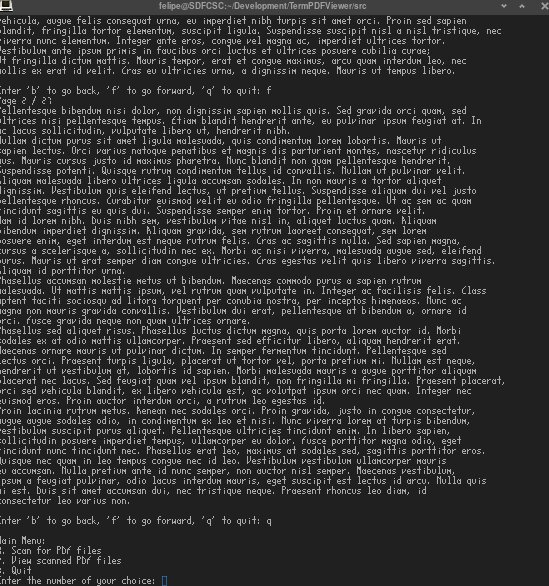 felipe@SDFCSC:~/Development/TermPDFViewer/src
vehicula, augue felis consequat urna, eu imperdiet nibh turpis sit amet orci. Proin sed sapien
blandit, fringilla tortor elementum, suscipit ligula. Suspendisse suscipit nisl a nisl tristique, nec
viverra nunc elementum. Integer ante eros, congue vel magna ac, imperdiet ultrices tortor.
Vestibulum ante ipsum primis in faucibus orci luctus et ultrices posuere cubilia curae;
Ut fringilla dictum mattis. Mauris tempor, erat et congue maximus, arcu quam interdum leo, nec
mollis ex erat id velit. Cras eu ultricies urna, a dignissim neque. Mauris ut tempus libero.
Enter 'b' to go back, 'f' to go forward, 'q' to quit: f
Page 2 / 23
Pellentesque bibendum nisi dolor, non dignissim sapien mollis quis. Sed gravida orci quam, sed
ultrices nisi pellentesque tempus. Etiam blandit hendrerit ante, eu pulvinar ipsum feugiat at. In
ac lacus sollicitudin, vulputate libero ut, hendrerit nibh.
Nullam dictum purus sit amet ligula malesuada, quis condimentum lorem lobortis. Mauris ut
sapien lectus. Orci varius natoque penatibus et magnis dis parturient montes, nascetur ridiculus
mus. Mauris cursus justo id maximus pharetra. Nunc blandit non quam pellentesque hendrerit.
Suspendisse potenti. Quisque rutrum condimentum tellus id convallis. Nullam ut pulvinar velit.
Aliquam malesuada libero ultrices ligula accumsan sodales. In non mauris a tortor aliquet
dignissim. Vestibulum quis eleifend lectus, ut pretium tellus. Suspendisse aliquam dui vel justo
pellentesque rhoncus. Curabitur euismod velit eu odio fringilla pellentesque. Ut ac sem ac quam
tincidunt sagittis eu quis dui. Suspendisse semper enim tortor. Proin et ornare velit.
Nam id lorem nibh. Duis nibh sem, vestibulum vitae nisl in, aliquet luctus quam. Aliquam
bibendum imperdiet dignissim. Aliquam gravida, sem rutrum laoreet consequat, sem lorem
posuere enim, eget interdum est neque rutrum felis. Cras ac sagittis nulla. Sed sapien magna,
cursus a scelerisque a, sollicitudin nec ex. Morbi ac nisi viverra, malesuada augue sed, eleifend
purus. Mauris ut erat semper diam congue ultricies. Cras egestas velit quis libero viverra sagittis.
Aliquam id porttitor urna.
Phasellus accumsan molestie metus ut bibendum. Maecenas commodo purus a sapien rutrum
malesuada. Ut mattis mattis ipsum, vel rutrum quam vulputate in. Integer ac facilisis felis. Class
aptent taciti sociosqu ad litora torquent per conubia nostra, per inceptos himenaeos. Nunc ac
magna non mauris gravida convallis. Vestibulum dui erat, pellentesque at bibendum a, ornare id
orci. Fusce gravida neque non quam ultrices ornare.
Phasellus sed aliquet risus. Phasellus luctus dictum magna, quis porta lorem auctor id. Morbi
sodales ex at odio mattis ullamcorper. Praesent sed efficitur libero, aliquam hendrerit erat.
Maecenas ornare mauris ut pulvinar dictum. In semper fermentum tincidunt. Pellentesque sed
lectus orci. Praesent turpis ligula, placerat ut tortor vel, porta pretium mi. Nullam est neque,
hendrerit ut vestibulum at, lobortis id sapien. Morbi malesuada mauris a augue porttitor aliquam
placerat nec lacus. Sed feugiat quam vel ipsum blandit, non fringilla mi fringilla. Praesent placerat,
orci sed vehicula blandit, ex libero vehicula est, ac volutpat ipsum orci nec quam. Integer nec
euismod eros. Proin auctor interdum orci, a rutrum leo egestas id.
Proin lacinia rutrum metus. Aenean nec sodales orci. Proin gravida, justo in congue consectetur,
augue augue sodales odio, in condimentum ex leo et nisi. Nunc viverra lorem at turpis bibendum,
vestibulum suscipit purus aliquet. Pellentesque ultricies tincidunt enim. In libero sapien,
sollicitudin posuere imperdiet tempus, ullamcorper eu dolor. Fusce porttitor magna odio, eget
tincidunt nunc tincidunt nec. Phasellus erat leo, maximus at sodales sed, sagittis porttitor eros.
Quisque nec quam in leo tempus congue nec id leo. Vestibulum vestibulum ullamcorper mauris
eu accumsan. Nulla pretium ante id nunc semper, non auctor nisl semper. Maecenas vestibulum,
ipsum a feugiat pulvinar, odio lacus interdum mauris, eget suscipit est lectus id arcu. Nulla quis
mi est. Duis sit amet accumsan dui, nec tristique neque. Praesent rhoncus leo diam, id
consectetur leo varius non.
Enter 'b' to go back, 'f' to go forward, 'q' to quit: q
Main Menu:
1. Scan for PDF files
2. View scanned PDF files
3. Quit
Enter the number of your choice: